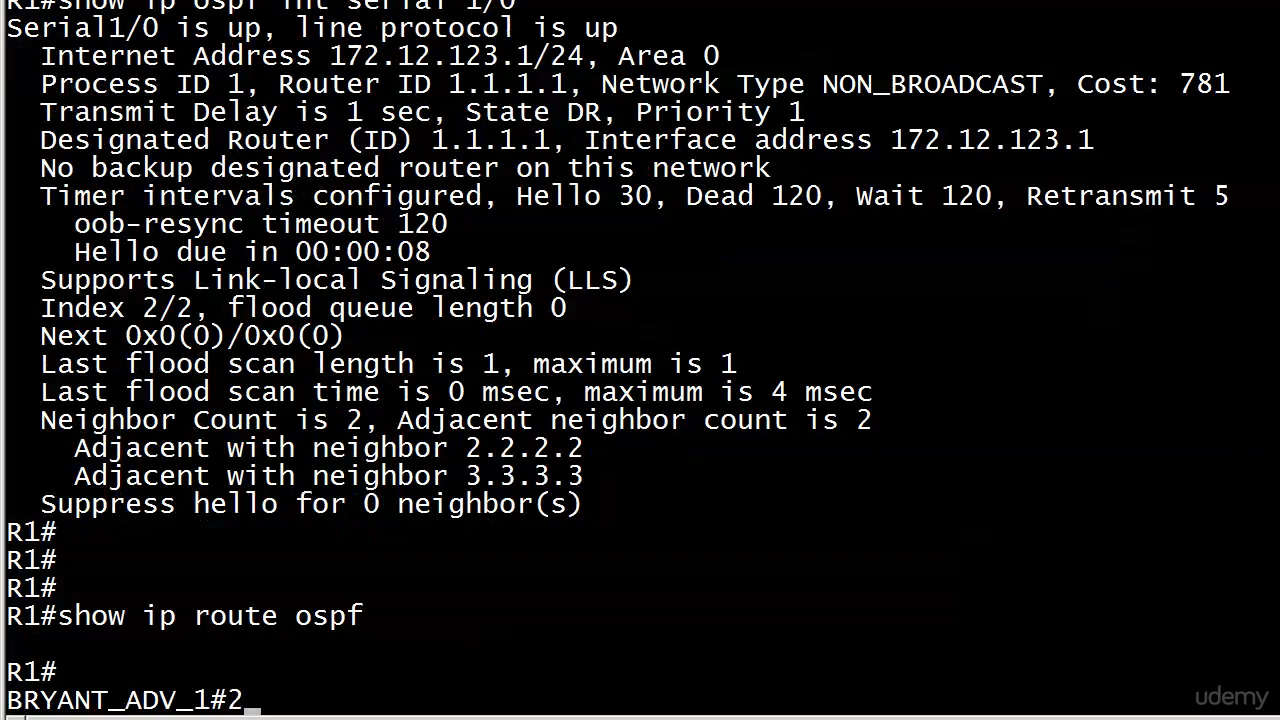 R1#show ip ospf int serial 1/0
Serial1/0 is up, line protocol is up
  Internet Address 172.12.123.1/24, Area 0
  Process ID 1, Router ID 1.1.1.1, Network Type NON_BROADCAST, Cost: 781
  Transmit Delay is 1 sec, State DR, Priority 1
  Designated Router (ID) 1.1.1.1, Interface address 172.12.123.1
  No backup designated router on this network
  Timer intervals configured, Hello 30, Dead 120, Wait 120, Retransmit 5
    oob-resync timeout 120
    Hello due in 00:00:08
  Supports Link-local Signaling (LLS)
  Index 2/2, flood queue length 0
  Next 0x0(0)/0x0(0)
  Last flood scan length is 1, maximum is 1
  Last flood scan time is 0 msec, maximum is 4 msec
  Neighbor Count is 2, Adjacent neighbor count is 2
    Adjacent with neighbor 2.2.2.2
    Adjacent with neighbor 3.3.3.3
  Suppress hello for 0 neighbor(s)
R1#
R1#
R1#
R1#show ip route ospf
R1#
BRYANT_ADV_1#2
udemy